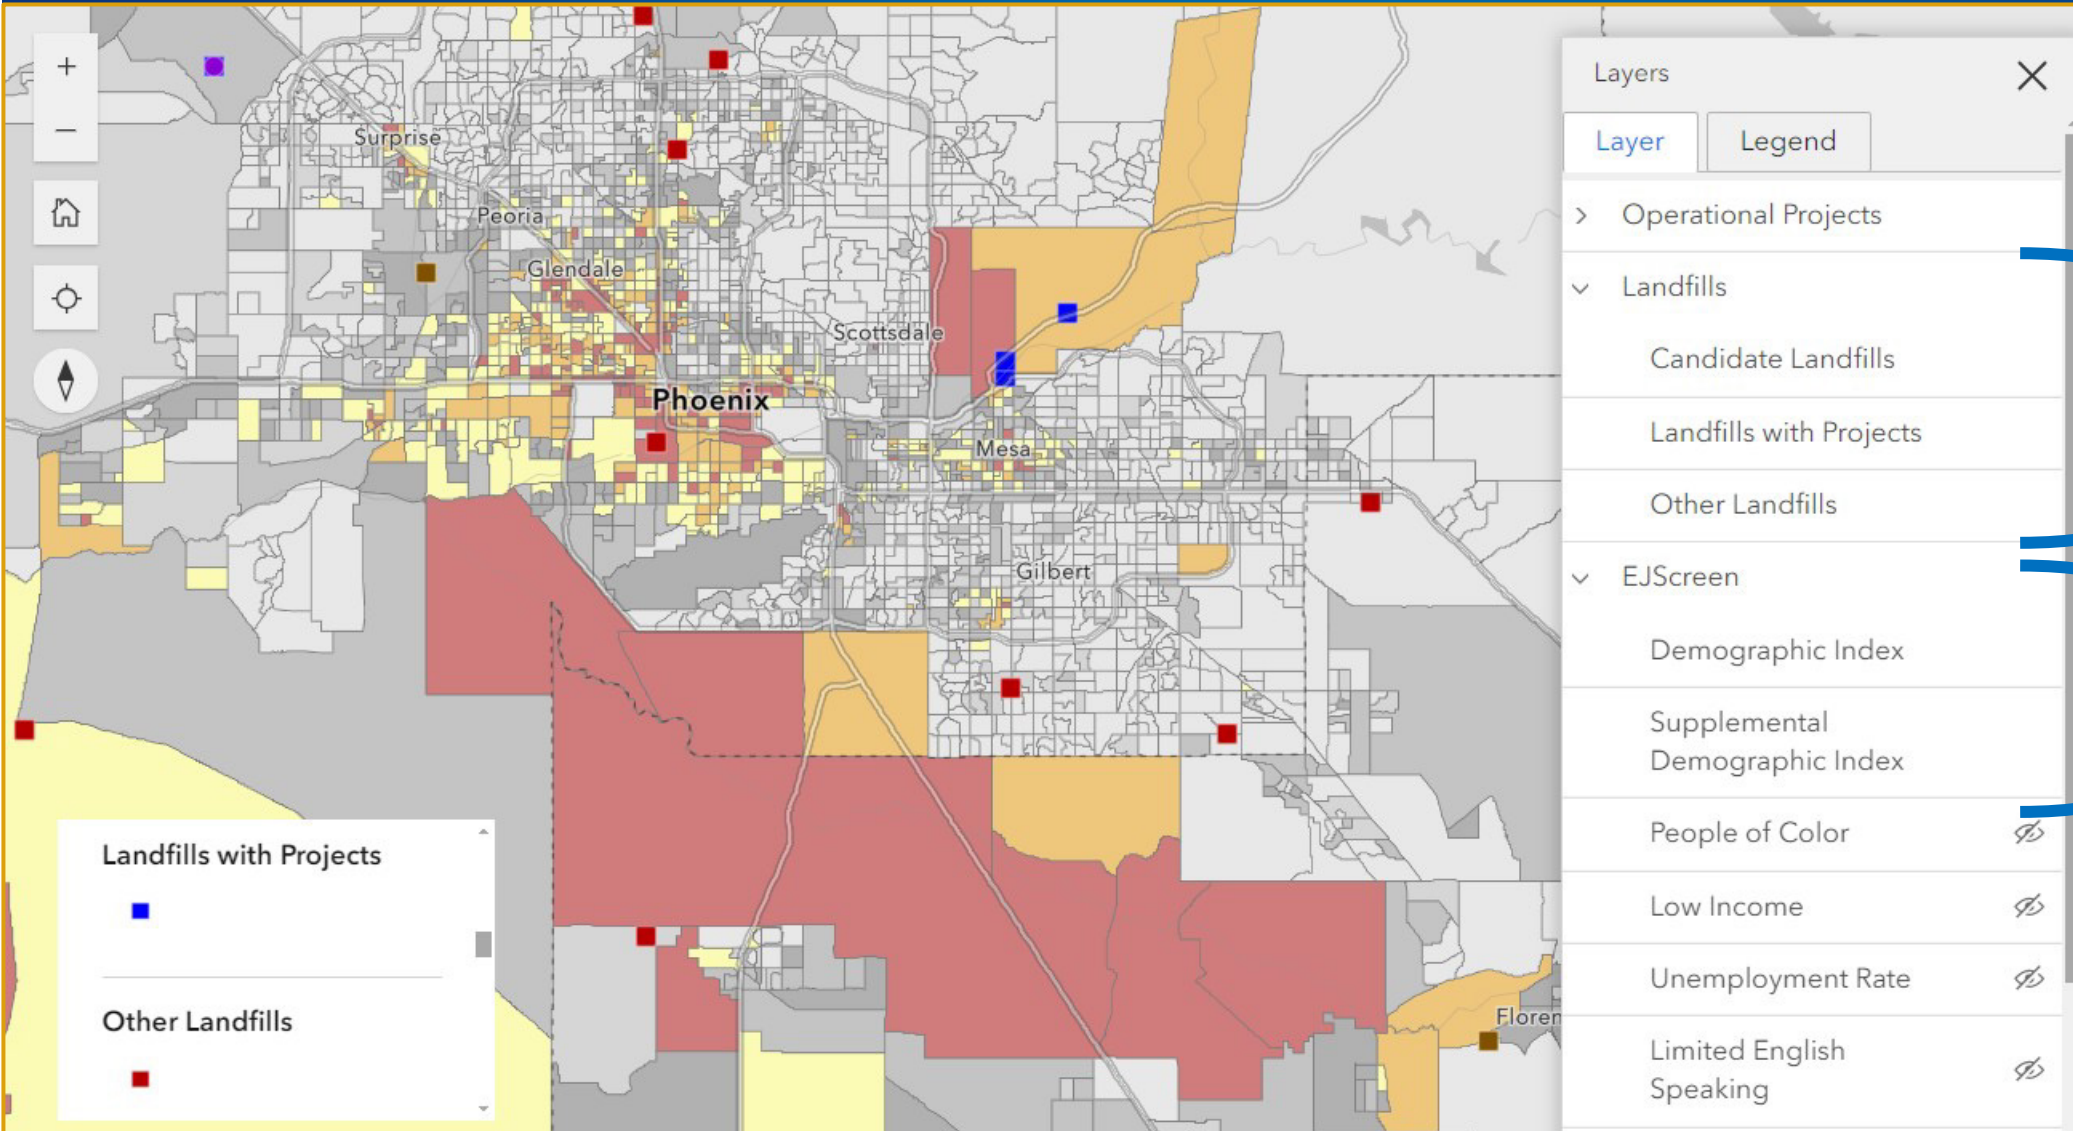 +
−
Surprise
Peoria
Glendale
Scottsdale
Phoenix
Mesa
Gilbert
Floren
Landfills with Projects
Other Landfills
Layers
Layer
Legend
Operational Projects
Landfills
Candidate Landfills
Landfills with Projects
Other Landfills
EJScreen
Demographic Index
Supplemental
Demographic Index
People of Color
Low Income
Unemployment Rate
Limited English
Speaking